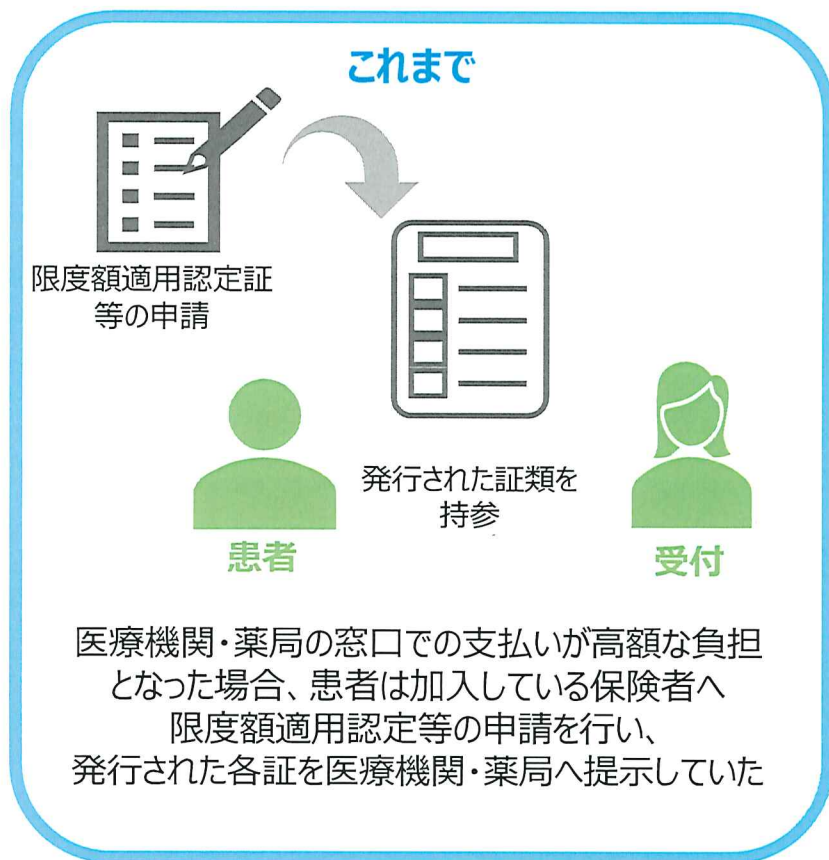 これまで
限度額適用認定証
等の申請
発行された証類を
持参
患者
受付
医療機関・薬局の窓口での支払いが高額な負担
となった場合、患者は加入している保険者へ
限度額適用認定等の申請を行い、
発行された各証を医療機関・薬局へ提示していた